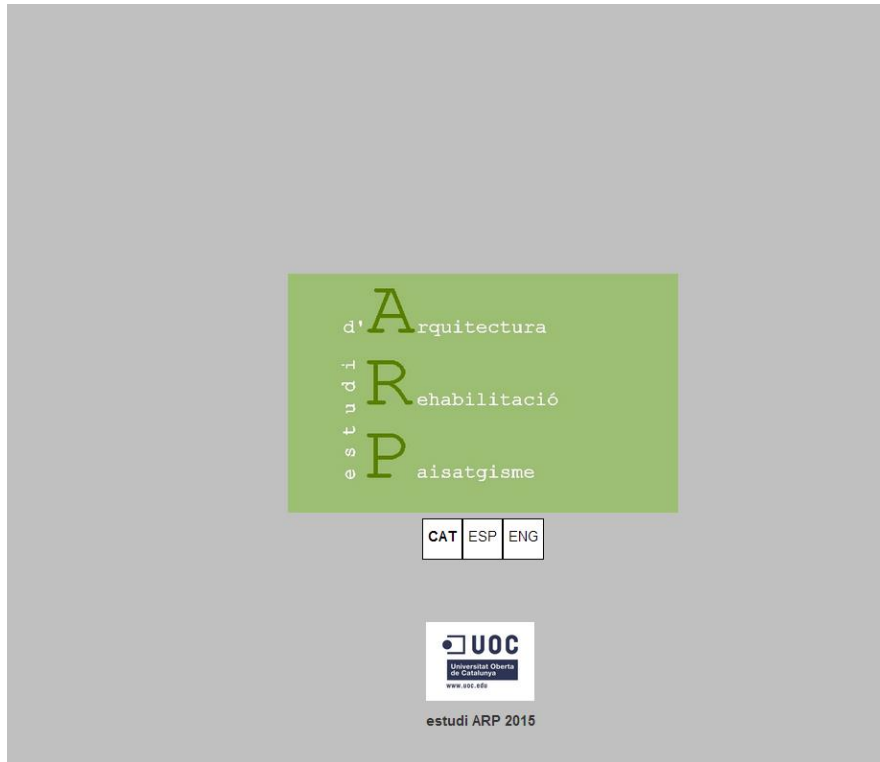 estudi
d'Arquitectura
Rehabilitació
Paisatgisme
CAT ESP ENG
UOC
Universitat Oberta
de Catalunya
www.uoc.edu
estudi ARP 2015